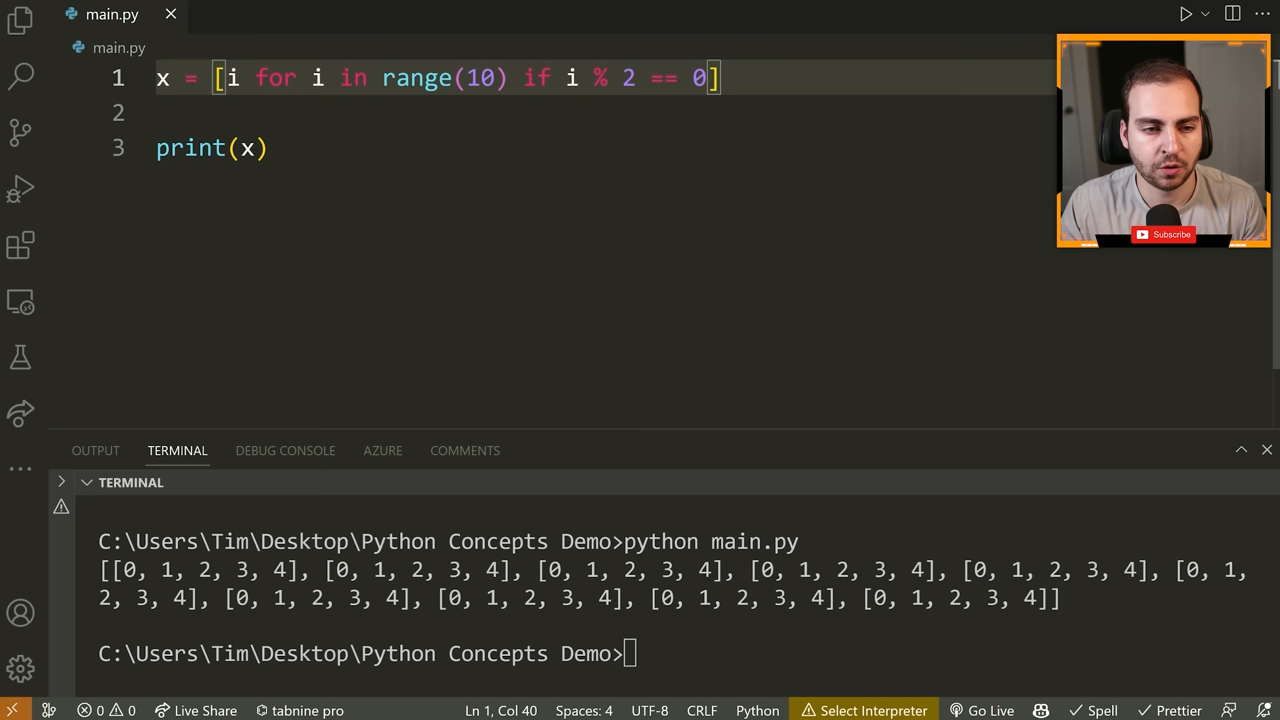 main.py
main.py
1 x = [i for i in range(10) if i % 2 == 0]
2
3 print(x)
Subscribe
OUTPUT TERMINAL DEBUG CONSOLE AZURE COMMENTS
TERMINAL
C:\Users\Tim\Desktop\Python Concepts Demo>python main.py
[[0, 1, 2, 3, 4], [0, 1, 2, 3, 4], [0, 1, 2, 3, 4], [0, 1, 2, 3, 4], [0, 1, 2, 3, 4], [0, 1,
2, 3, 4], [0, 1, 2, 3, 4], [0, 1, 2, 3, 4], [0, 1, 2, 3, 4], [0, 1, 2, 3, 4]]
C:\Users\Tim\Desktop\Python Concepts Demo>
0 0 Live Share tabnine pro Ln 1, Col 40 Spaces: 4 UTF-8 CRLF Python Select Interpreter Go Live Spell Prettier